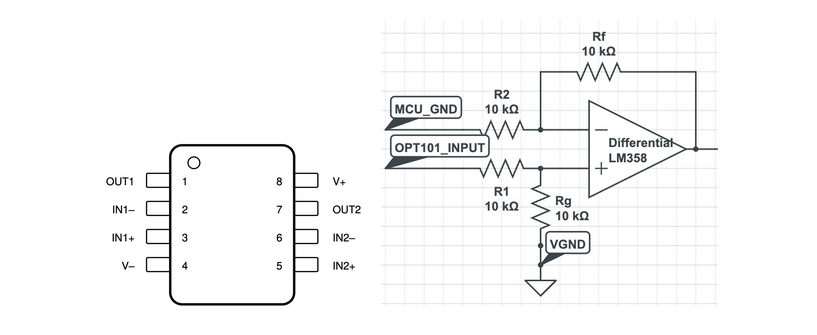 OUT1
1
8
V+
IN1–
2
7
OUT2
IN1+
3
6
IN2–
V–
4
5
IN2+
Rf
10 kΩ
R2
10 kΩ
MCU_GND
OPT101_INPUT
Differential
LM358
–
+
R1
10 kΩ
Rg
10 kΩ
VGND